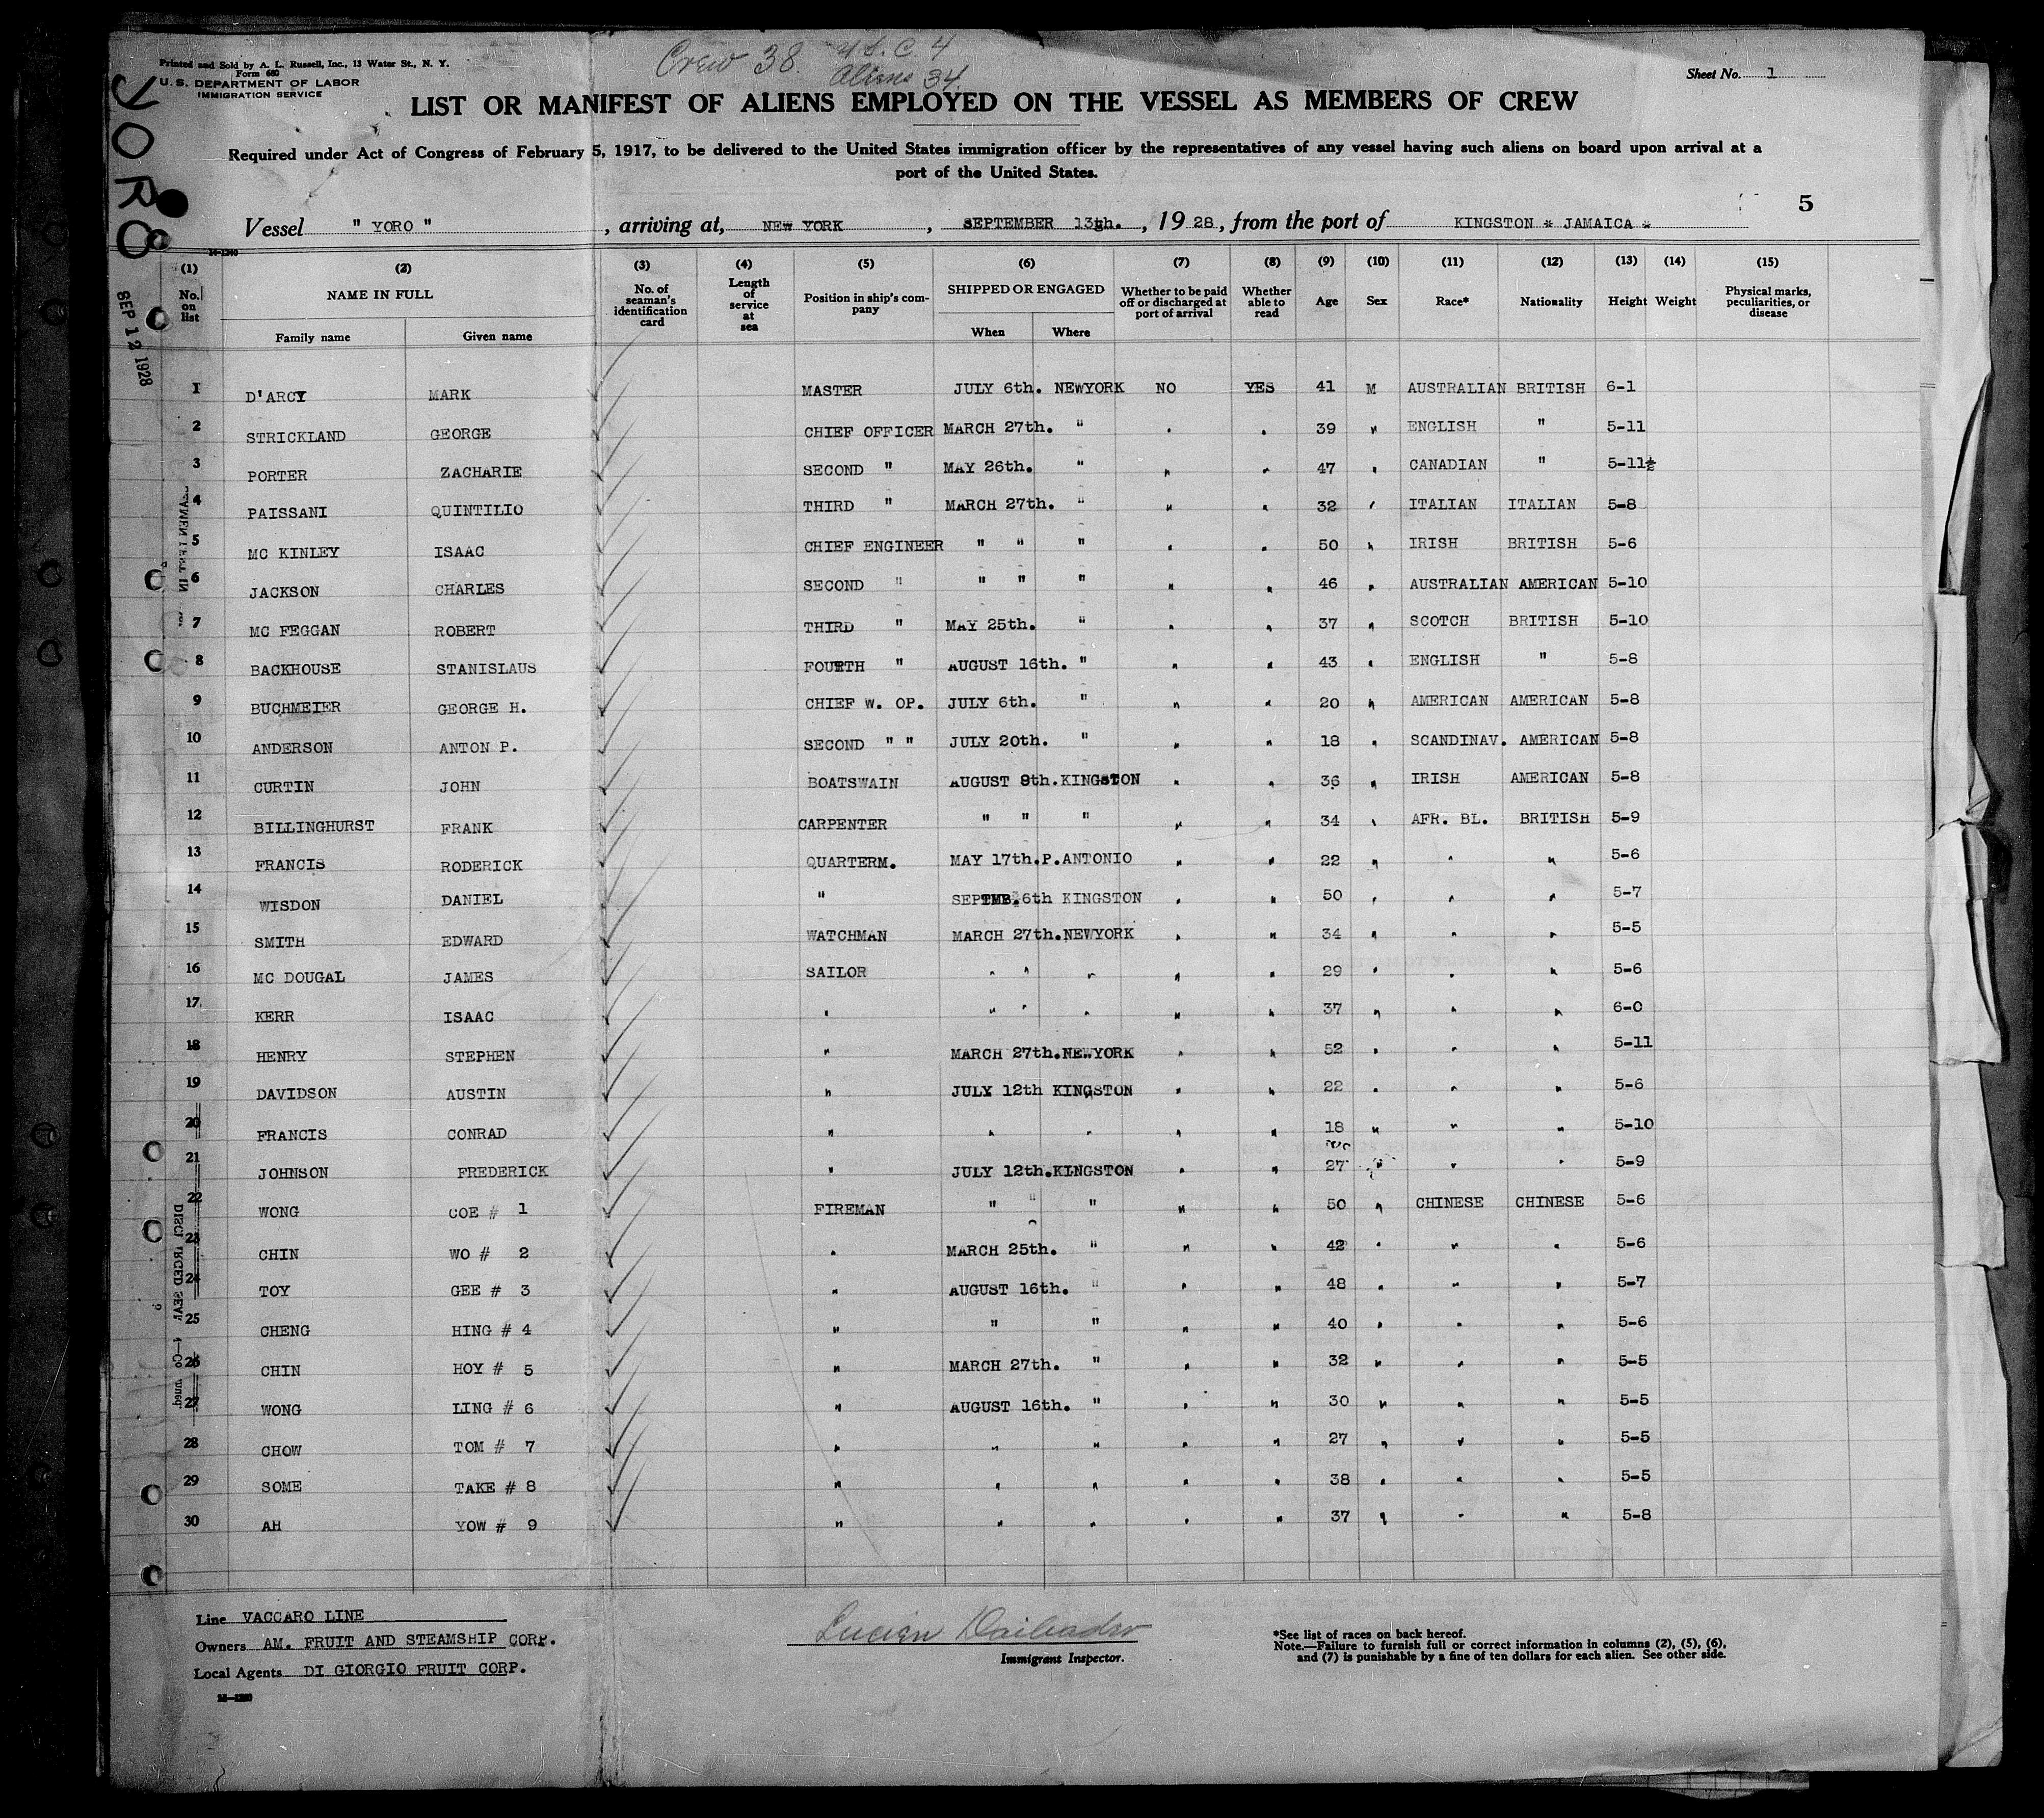 Printed and Sold by A. L. Russell, Inc., 13 Water St., N. Y.
Form 680
U. S. DEPARTMENT OF LABOR
IMMIGRATION SERVICE
Crew 38. U.S.C 4
Aliens 34.
Sheet No. 1
YORO
SEP 12 1928
LIST OR MANIFEST OF ALIENS EMPLOYED ON THE VESSEL AS MEMBERS OF CREW
Required under Act of Congress of February 5, 1917, to be delivered to the United States immigration officer by the representatives of any vessel having such aliens on board upon arrival at a
port of the United States.
5
Vessel " YORO " , arriving at, NEW YORK , SEPTEMBER 13th. , 19 28 , from the port of KINGSTON * JAMAICA *
14-1240
(1) (2) (3) (4) (5) (6) (7) (8) (9) (10) (11) (12) (13) (14) (15)
No. on list NAME IN FULL Family name Given name No. of seaman's identification card Length of service at sea Position in ship's company SHIPPED OR ENGAGED When Where Whether to be paid off or discharged at port of arrival Whether able to read Age Sex Race* Nationality Height Weight Physical marks, peculiarities, or disease
1 D'ARCY MARK MASTER JULY 6th. NEWYORK NO YES 41 M AUSTRALIAN BRITISH 6-1
2 STRICKLAND GEORGE CHIEF OFFICER MARCH 27th. " " " 39 " ENGLISH " 5-11
3 PORTER ZACHARIE SECOND " MAY 26th. " " " 47 " CANADIAN " 5-11½
4 PAISSANI QUINTILIO THIRD " MARCH 27th. " " " 32 " ITALIAN ITALIAN 5-8
5 MC KINLEY ISAAC CHIEF ENGINEER " " " " " 50 " IRISH BRITISH 5-6
6 JACKSON CHARLES SECOND " " " " " " 46 " AUSTRALIAN AMERICAN 5-10
7 MC FEGGAN ROBERT THIRD " MAY 25th. " " " 37 " SCOTCH BRITISH 5-10
8 BACKHOUSE STANISLAUS FOURTH " AUGUST 16th. " " " 43 " ENGLISH " 5-8
9 BUCHMEIER GEORGE H. CHIEF W. OP. JULY 6th. " " " 20 " AMERICAN AMERICAN 5-8
10 ANDERSON ANTON P. SECOND " " JULY 20th. " " " 18 " SCANDINAV. AMERICAN 5-8
11 CURTIN JOHN BOATSWAIN AUGUST 9th. KINGSTON " " 36 " IRISH AMERICAN 5-8
12 BILLINGHURST FRANK CARPENTER " " " " " 34 " AFR. BL. BRITISH 5-9
13 FRANCIS RODERICK QUARTERM. MAY 17th. P.ANTONIO " " 22 " " " 5-6
14 WISDON DANIEL " SEPTMB. 6th KINGSTON " " 50 " " " 5-7
15 SMITH EDWARD WATCHMAN MARCH 27th. NEWYORK " " 34 " " " 5-5
16 MC DOUGAL JAMES SAILOR " " " " " 29 " " " 5-6
17 KERR ISAAC " " " " " " 37 " " " 6-0
18 HENRY STEPHEN " MARCH 27th. NEWYORK " " 52 " " " 5-11
19 DAVIDSON AUSTIN " JULY 12th KINGSTON " " 22 " " " 5-6
20 FRANCIS CONRAD " " " " " 18 " " " 5-10
21 JOHNSON FREDERICK " JULY 12th. KINGSTON " " 27 " " " 5-9
22 WONG COE # 1 FIREMAN " " " " " 50 " CHINESE CHINESE 5-6
23 CHIN WO # 2 " MARCH 25th. " " " 42 " " " 5-6
24 TOY GEE # 3 " AUGUST 16th. " " " 48 " " " 5-7
25 CHENG HING # 4 " " " " " 40 " " " 5-6
26 CHIN HOY # 5 " MARCH 27th. " " " 32 " " " 5-5
27 WONG LING # 6 " AUGUST 16th. " " " 30 " " " 5-5
28 CHOW TOM # 7 " " " " " 27 " " " 5-5
29 SOME TAKE # 8 " " " " " 38 " " " 5-5
30 AH YOW # 9 " " " " " 37 " " " 5-8
Line VACCARO LINE
Owners AM. FRUIT AND STEAMSHIP CORP.
Local Agents DI GIORGIO FRUIT CORP.
Lucien
Immigrant Inspector.
*See list of races on back hereof.
Note.—Failure to furnish full or correct information in columns (2), (5), (6),
and (7) is punishable by a fine of ten dollars for each alien. See other side.